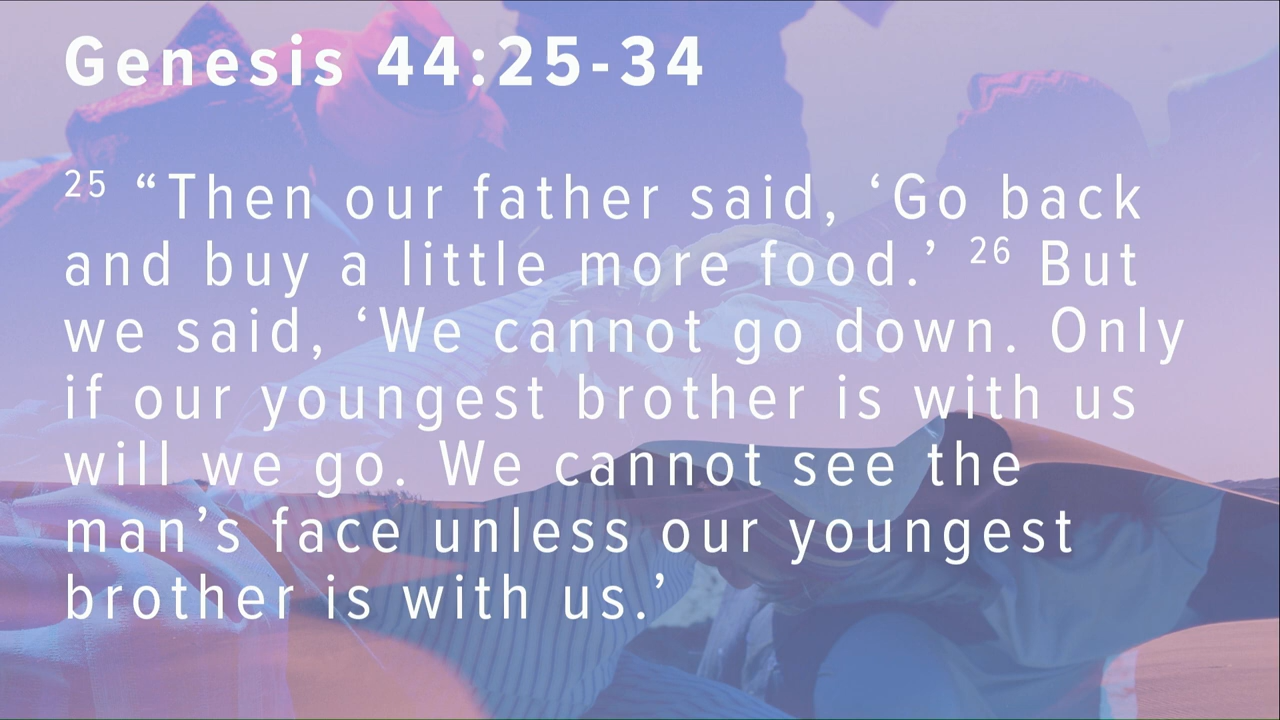 Genesis 44:25-34
25 “Then our father said, ‘Go back
and buy a little more food.’ 26 But
we said, ‘We cannot go down. Only
if our youngest brother is with us
will we go. We cannot see the
man’s face unless our youngest
brother is with us.’